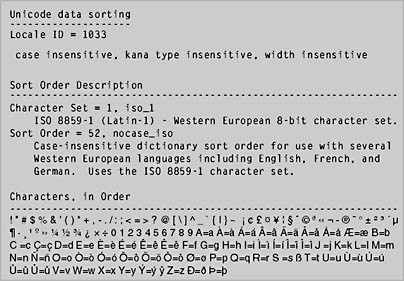 Unicode data sorting
--------------------
Locale ID = 1033
case insensitive, kana type insensitive, width insensitive
Sort Order Description
----------------------------------------------------------------
Character Set = 1, iso_1
ISO 8859-1 (Latin-1) - Western European 8-bit character set.
Sort Order = 52, nocase_iso
Case-insensitive dictionary sort order for use with several
Western European languages including English, French, and
German. Uses the ISO 8859-1 character set.
Characters, in Order
----------------------------------------------------------------
! " # $ % & ' ( ) * + , - . / : ; < = > ? @ [ \ ] ^ _ ` { | } ~ ¡ ¢ £ ¤ ¥ ¦ § ¨ © ª « ¬ - ® ¯ ° ± ² ³ ´ µ
¶ · ¸ ¹ º » ¼ ½ ¾ ¿ × ÷ 0 1 2 3 4 5 6 7 8 9 A=a À=à Á=á Â=â Ã=ã Ä=ä Å=å Æ=æ B=b
C=c Ç=ç D=d E=e È=è É=é Ê=ê Ë=ë F=f G=g H=h I=i Ì=ì Í=í Î=î Ï=ï J=j K=k L=l M=m
N=n Ñ=ñ O=o Ò=ò Ó=ó Ô=ô Õ=õ Ö=ö Ø=ø P=p Q=q R=r S=s ß T=t U=u Ù=ù Ú=ú
Û=û Ü=ü V=v W=w X=x Y=y Ý=ý ÿ Z=z Ð=ð Þ=þ